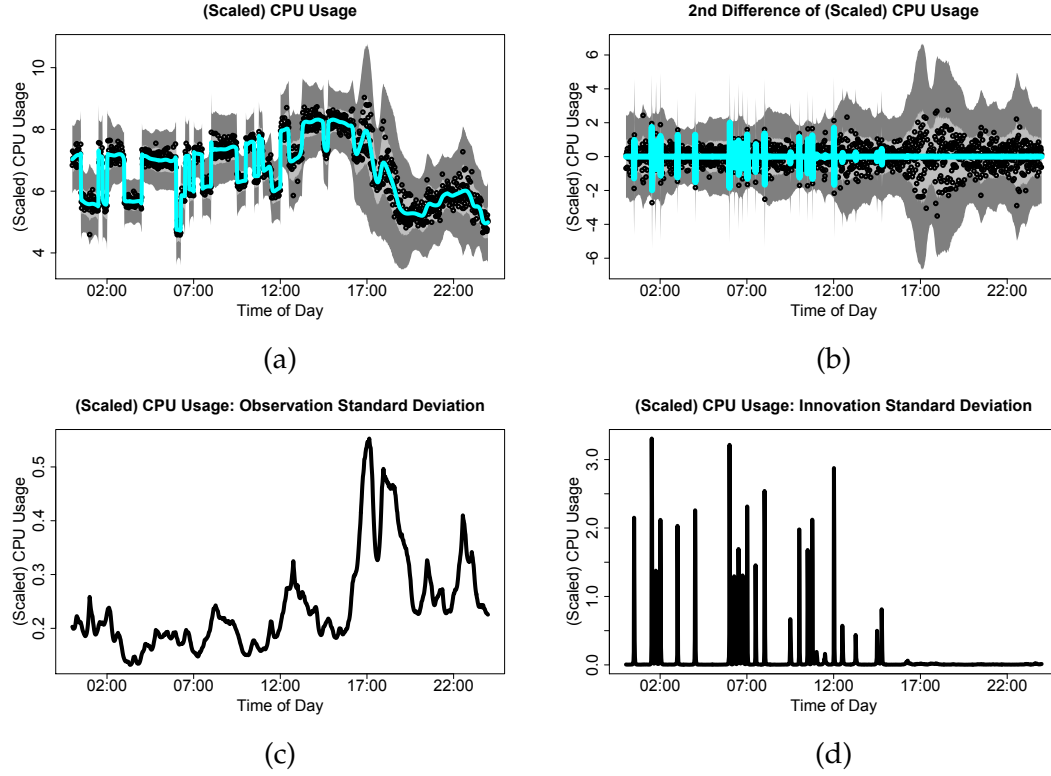 (Scaled) CPU Usage
(Scaled) CPU Usage
10
8
6
4
02:00 07:00 12:00 17:00 22:00
Time of Day
(a)
2nd Difference of (Scaled) CPU Usage
(Scaled) CPU Usage
6
4
2
0
-2
-4
-6
02:00 07:00 12:00 17:00 22:00
Time of Day
(b)
(Scaled) CPU Usage: Observation Standard Deviation
(Scaled) CPU Usage
0.5
0.4
0.3
0.2
02:00 07:00 12:00 17:00 22:00
Time of Day
(c)
(Scaled) CPU Usage: Innovation Standard Deviation
(Scaled) CPU Usage
3.0
2.0
1.0
0.0
02:00 07:00 12:00 17:00 22:00
Time of Day
(d)